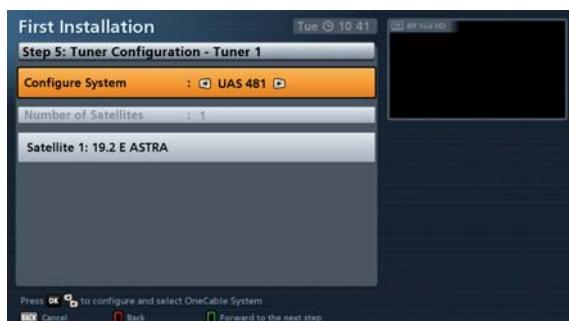 First Installation
Tue 10 41
Step 5: Tuner Configuration - Tuner 1
Configure System : UAS 481
Number of Satellites : 1
Satellite 1: 19.2 E ASTRA
Press OK to configure and select OneCable System
BACK Cancel Back Forward to the next step